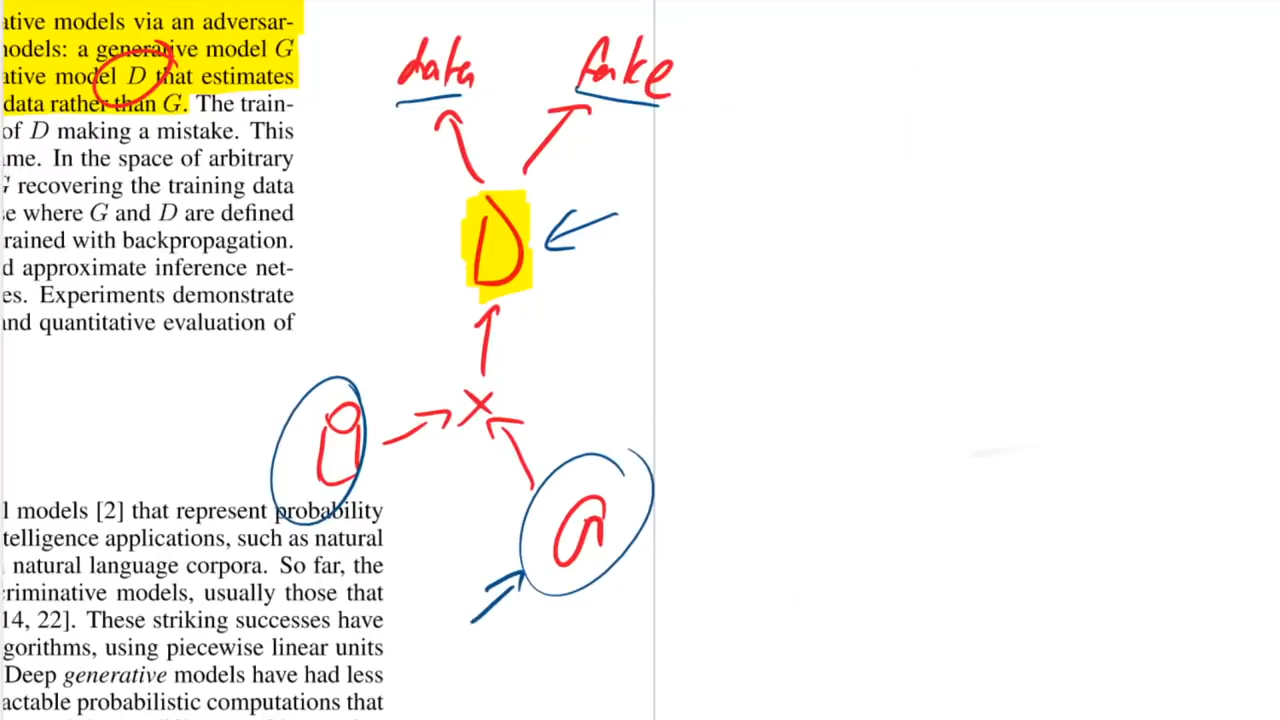 ative models via an adversar-
nodels: a generative model G
ative model D that estimates
data rather than G. The train-
of D making a mistake. This
ame. In the space of arbitrary
G recovering the training data
se where G and D are defined
rained with backpropagation.
d approximate inference net-
es. Experiments demonstrate
and quantitative evaluation of
data fake
D
x
G
l models [2] that represent probability
telligence applications, such as natural
natural language corpora. So far, the
criminative models, usually those that
14, 22]. These striking successes have
gorithms, using piecewise linear units
Deep generative models have had less
actable probabilistic computations that